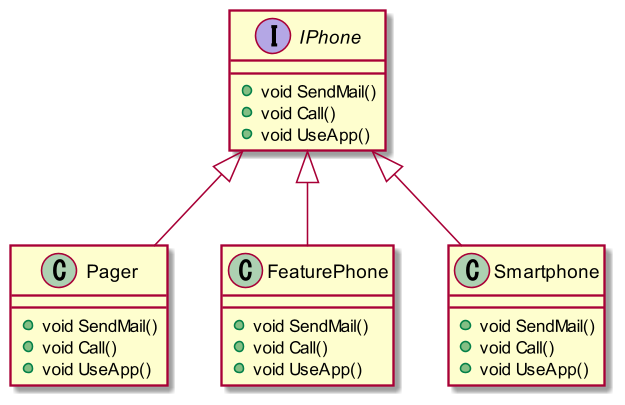 I IPhone
void SendMail()
void Call()
void UseApp()
C Pager
void SendMail()
void Call()
void UseApp()
C FeaturePhone
void SendMail()
void Call()
void UseApp()
C Smartphone
void SendMail()
void Call()
void UseApp()